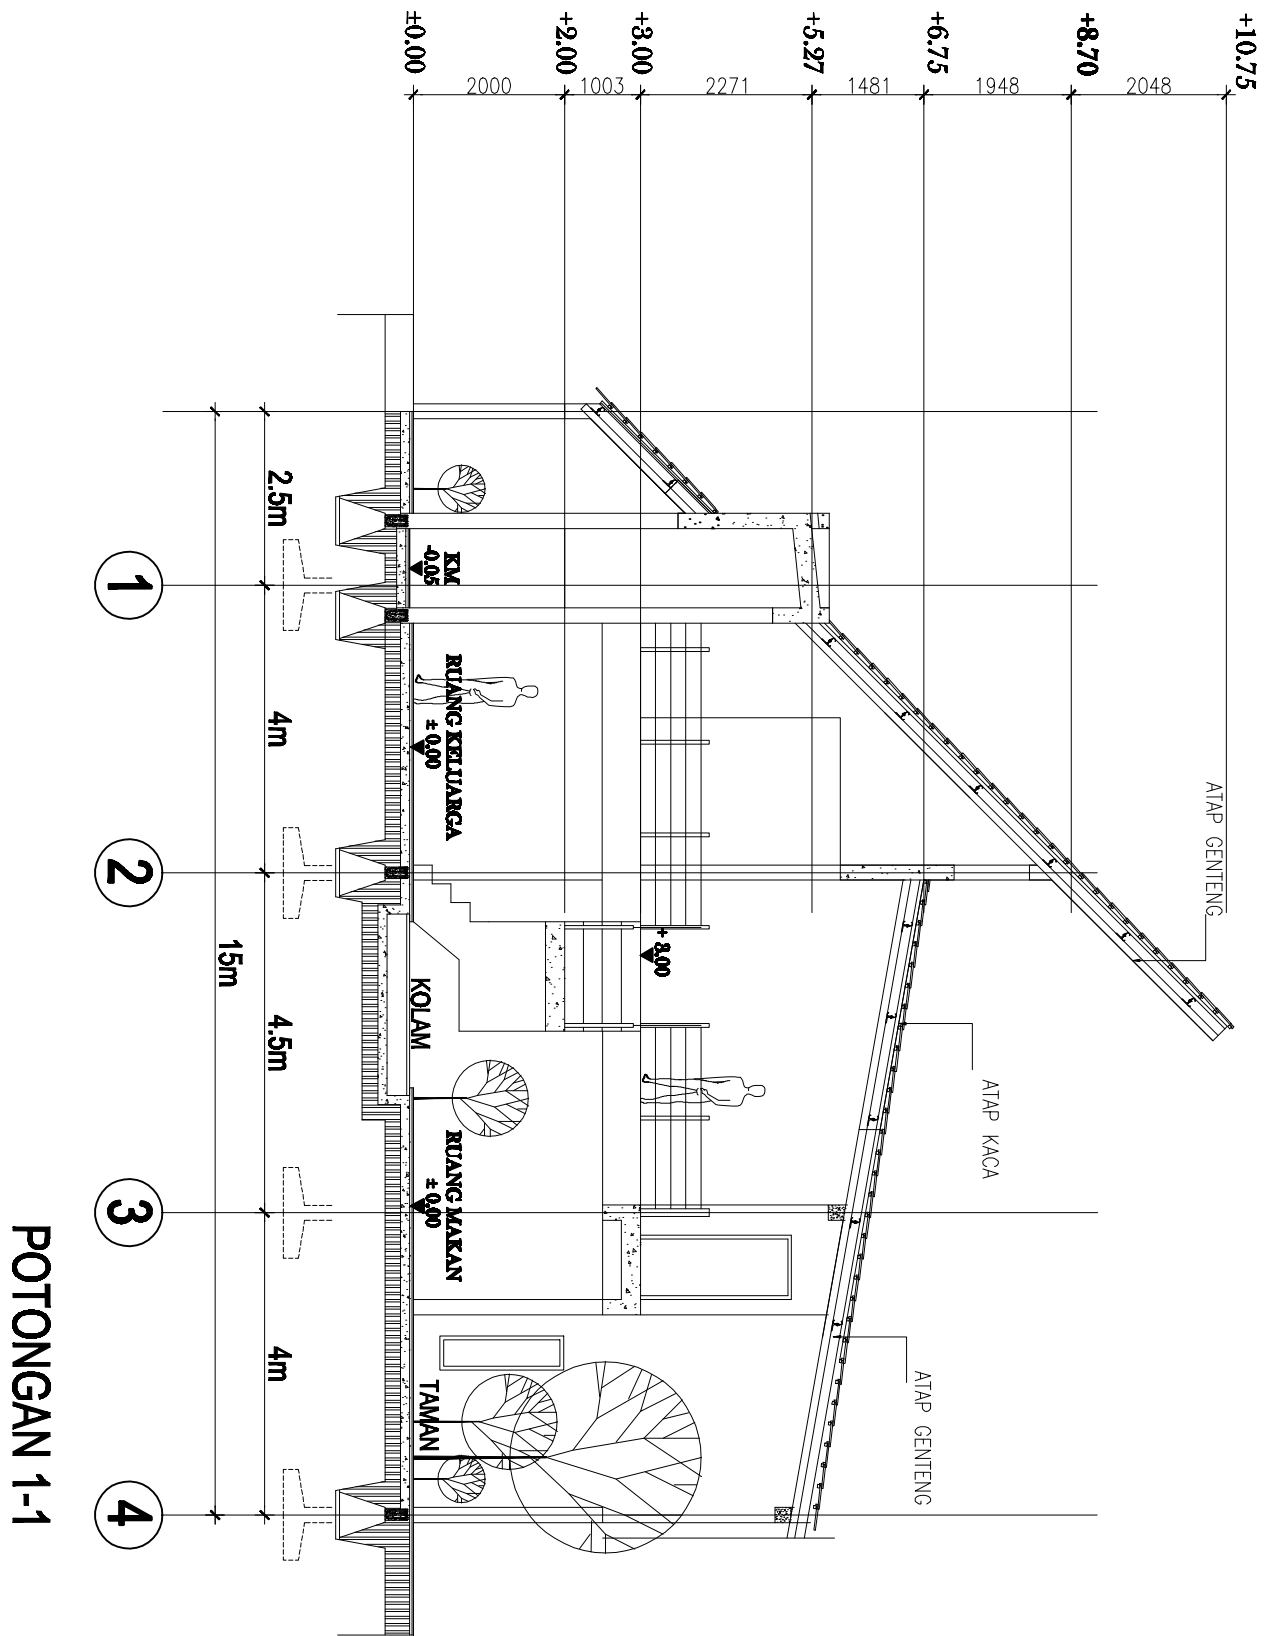 +10.75
+8.70
+6.75
+5.27
+3.00
+2.00
±0.00
2048
1948
1481
2271
1003
2000
ATAP GENTENG
ATAP KACA
ATAP GENTENG
+ 3.00
KM
-0.05
RUANG KELUARGA
± 0.00
KOLAM
RUANG MAKAN
± 0.00
TAMAN
2.5m
4m
4.5m
4m
15m
1
2
3
4
POTONGAN 1-1